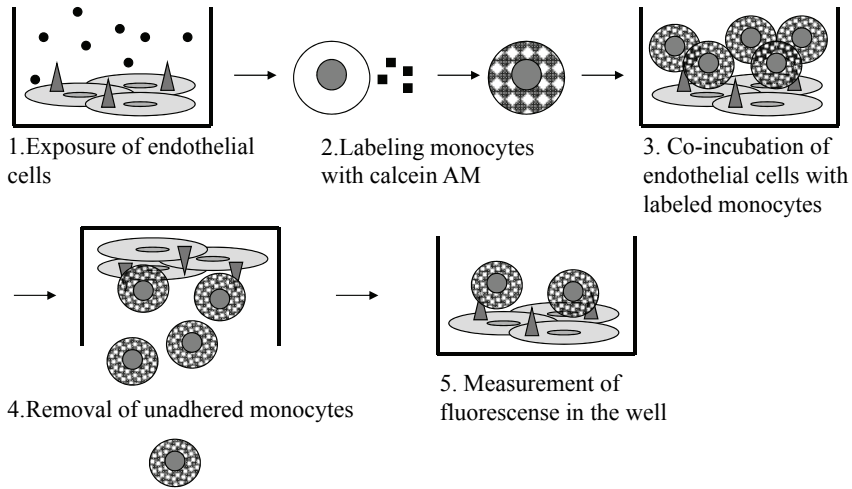 1.Exposure of endothelial
cells
2.Labeling monocytes
with calcein AM
3. Co-incubation of
endothelial cells with
labeled monocytes
4.Removal of unadhered monocytes
5. Measurement of
fluorescense in the well